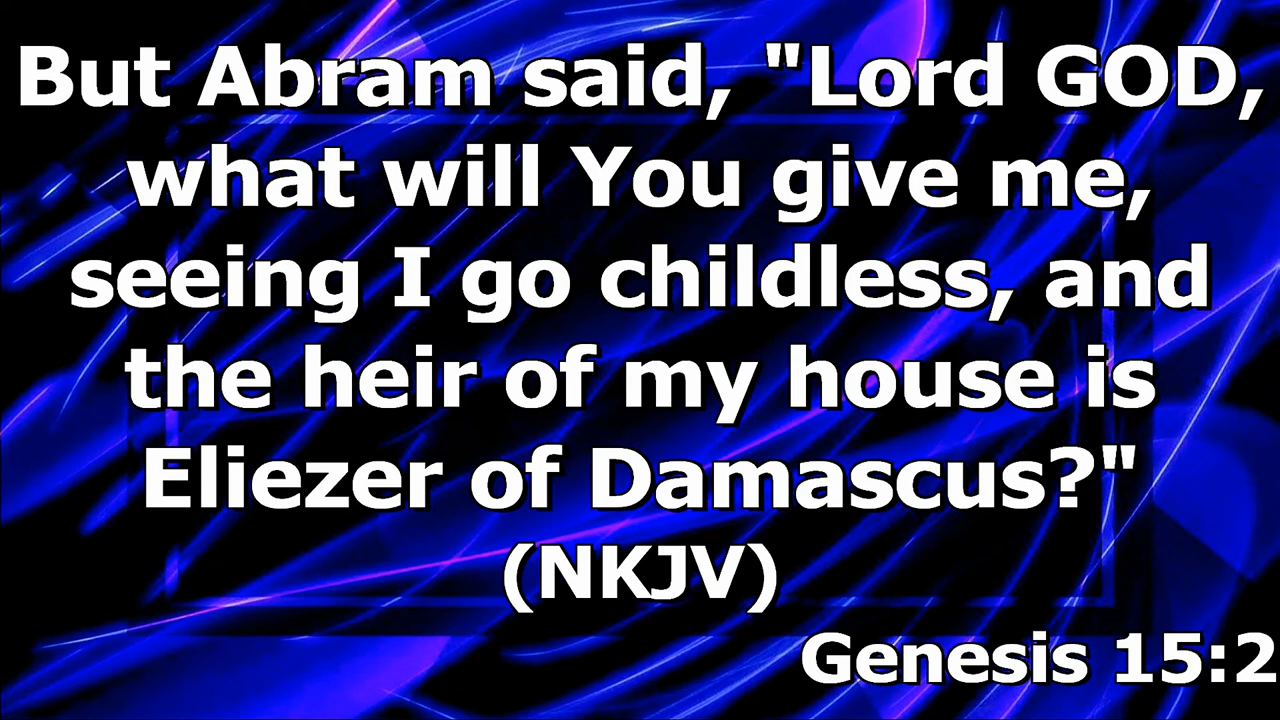 But Abram said, "Lord GOD,
what will You give me,
seeing I go childless, and
the heir of my house is
Eliezer of Damascus?"
(NKJV)
Genesis 15:2